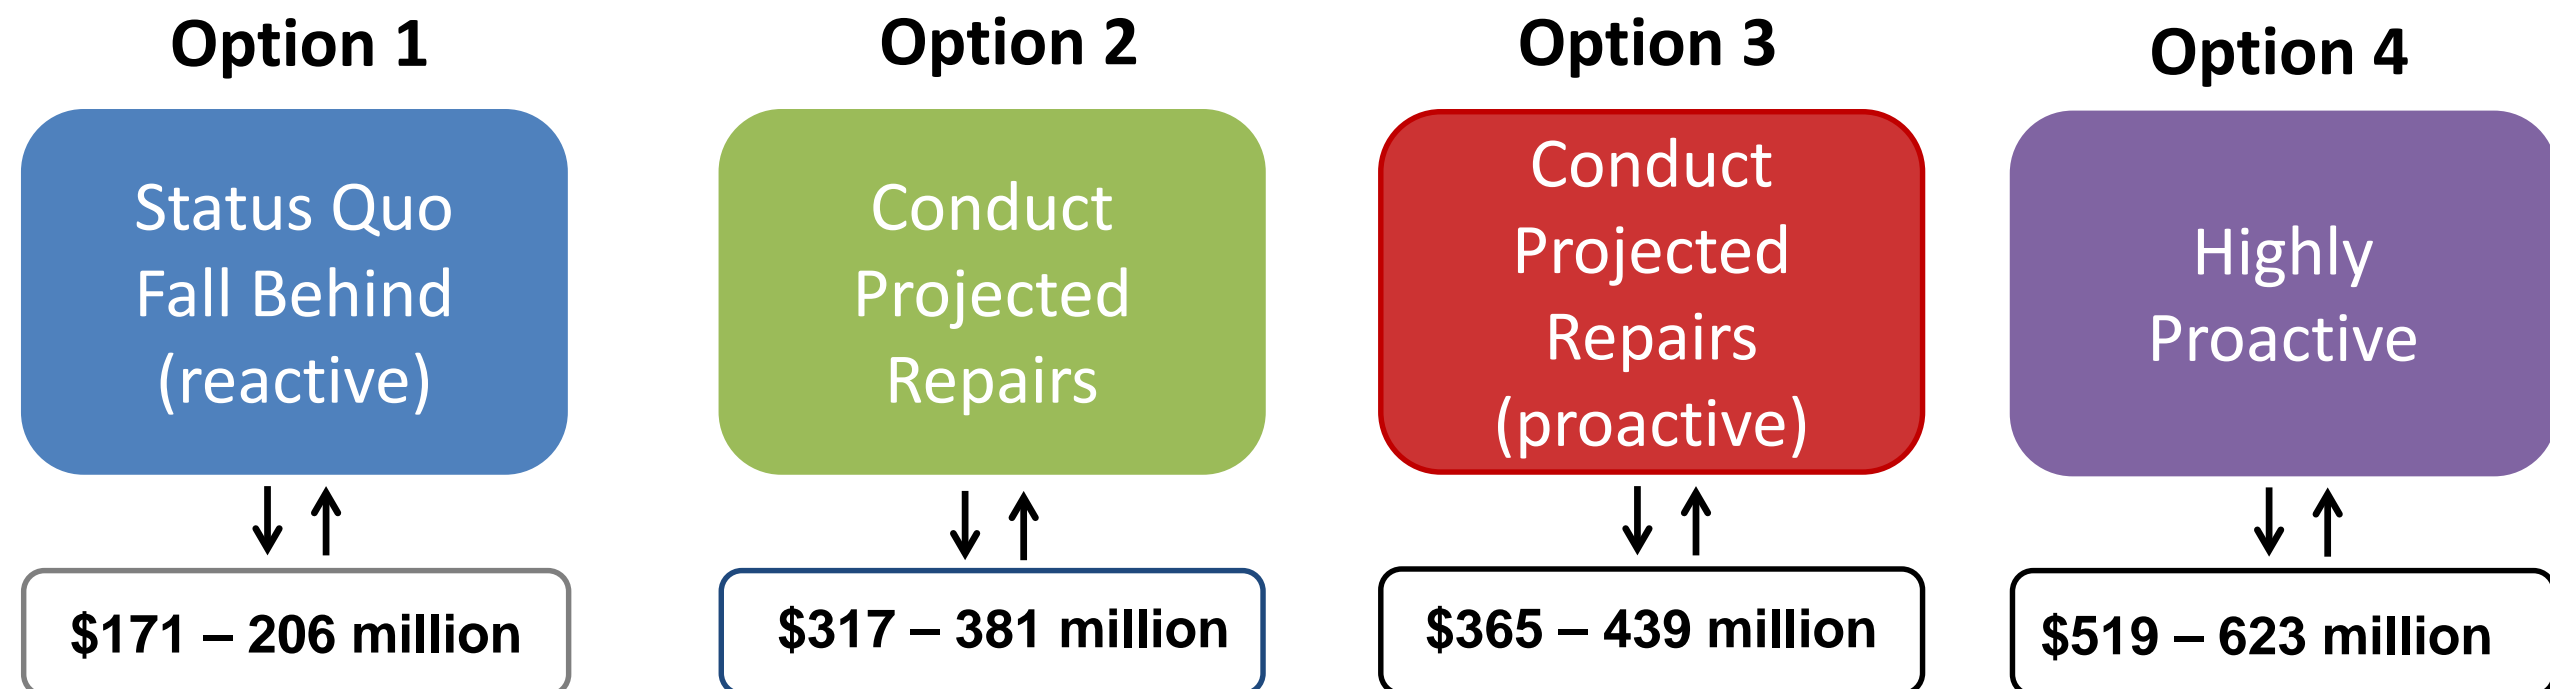 Option 1
Status Quo
Fall Behind
(reactive)
$171 – 206 million
Option 2
Conduct
Projected
Repairs
$317 – 381 million
Option 3
Conduct
Projected
Repairs
(proactive)
$365 – 439 million
Option 4
Highly
Proactive
$519 – 623 million